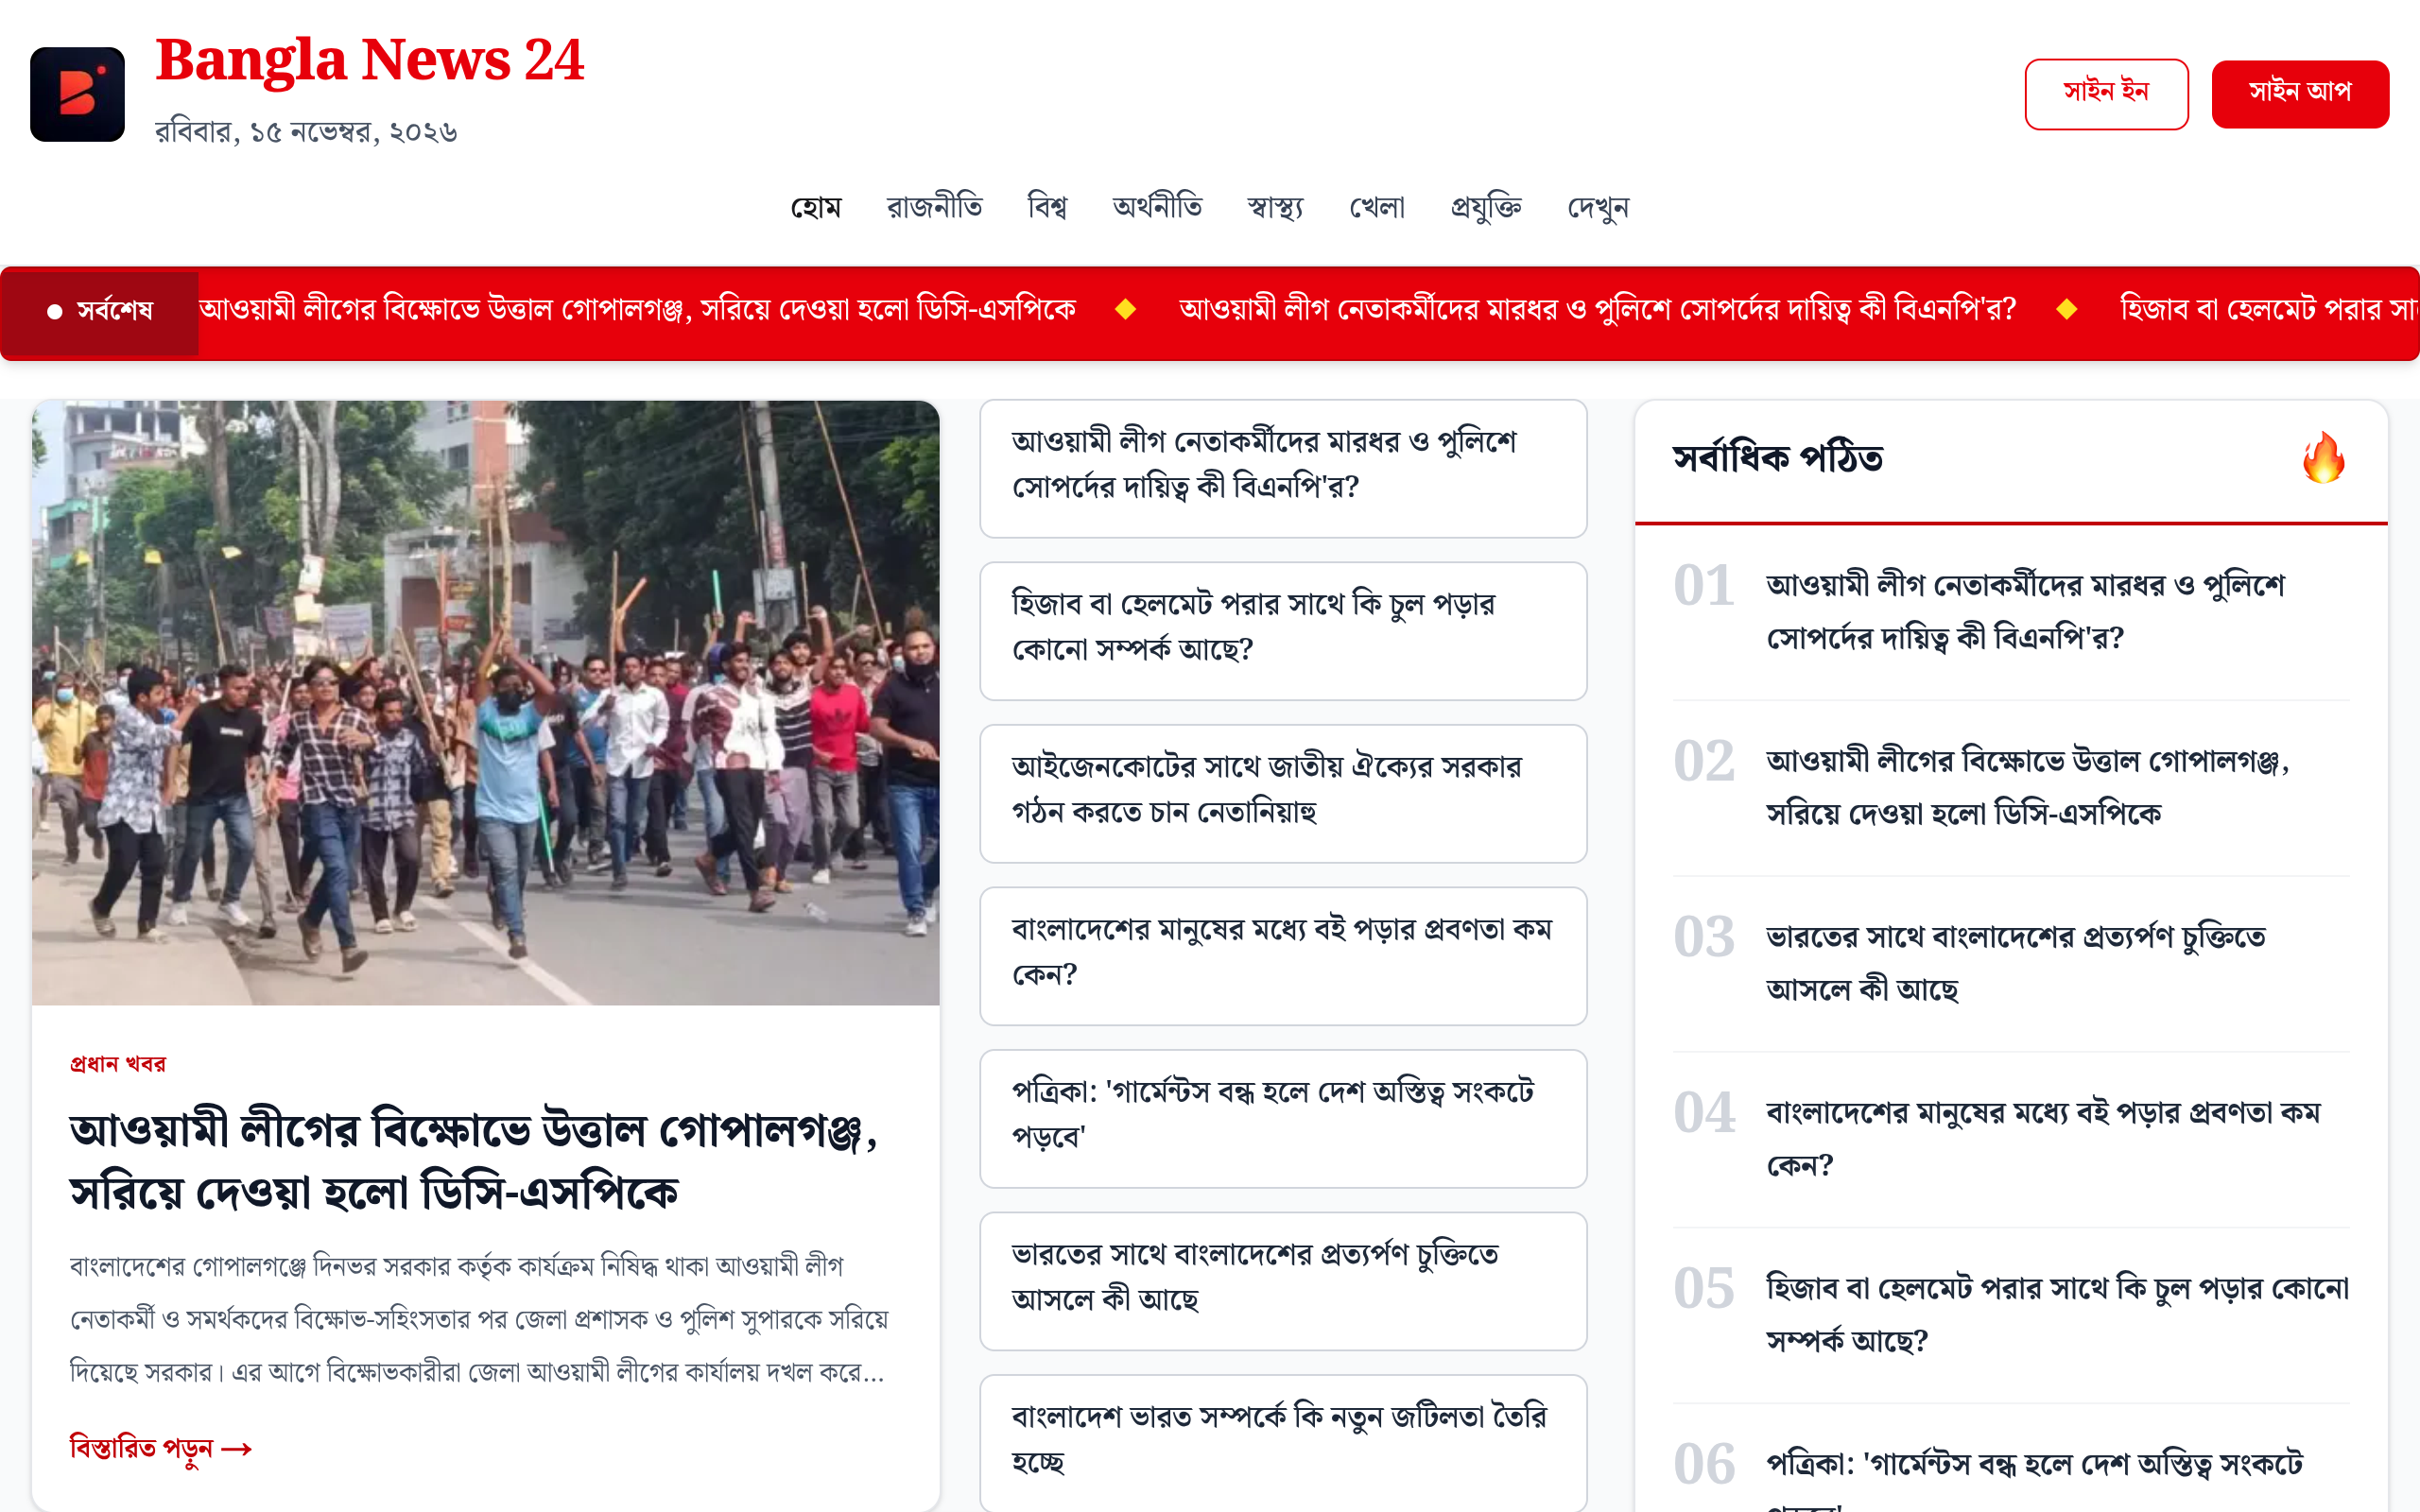 Bangla News 24
রবিবার, ১৫ নভেম্বর, ২০২৬
সাইন ইন
সাইন আপ
হোম রাজনীতি বিশ্ব অর্থনীতি স্বাস্থ্য খেলা প্রযুক্তি দেখুন
সর্বশেষ আওয়ামী লীগের বিক্ষোভে উত্তাল গোপালগঞ্জ, সরিয়ে দেওয়া হলো ডিসি-এসপিকে ◆ আওয়ামী লীগ নেতাকর্মীদের মারধর ও পুলিশে সোপর্দের দায়িত্ব কী বিএনপি'র? ◆ হিজাব বা হেলমেট পরার
প্রধান খবর
আওয়ামী লীগের বিক্ষোভে উত্তাল গোপালগঞ্জ,
সরিয়ে দেওয়া হলো ডিসি-এসপিকে
বাংলাদেশের গোপালগঞ্জে দিনভর সরকার কর্তৃক কার্যক্রম নিষিদ্ধ থাকা আওয়ামী লীগ
নেতাকর্মী ও সমর্থকদের বিক্ষোভ-সহিংসতার পর জেলা প্রশাসক ও পুলিশ সুপারকে সরিয়ে
দিয়েছে সরকার। এর আগে বিক্ষোভকারীরা জেলা আওয়ামী লীগের কার্যালয় দখল করে...
বিস্তারিত পড়ুন →
আওয়ামী লীগ নেতাকর্মীদের মারধর ও পুলিশে
সোপর্দের দায়িত্ব কী বিএনপি'র?
হিজাব বা হেলমেট পরার সাথে কি চুল পড়ার
কোনো সম্পর্ক আছে?
আইজেনকোটের সাথে জাতীয় ঐক্যের সরকার
গঠন করতে চান নেতানিয়াহু
বাংলাদেশের মানুষের মধ্যে বই পড়ার প্রবণতা কম
কেন?
পত্রিকা: 'গার্মেন্টস বন্ধ হলে দেশ অস্তিত্ব সংকটে
পড়বে'
ভারতের সাথে বাংলাদেশের প্রত্যর্পণ চুক্তিতে
আসলে কী আছে
বাংলাদেশ ভারত সম্পর্কে কি নতুন জটিলতা তৈরি
হচ্ছে
সর্বাধিক পঠিত
01 আওয়ামী লীগ নেতাকর্মীদের মারধর ও পুলিশে
সোপর্দের দায়িত্ব কী বিএনপি'র?
02 আওয়ামী লীগের বিক্ষোভে উত্তাল গোপালগঞ্জ,
সরিয়ে দেওয়া হলো ডিসি-এসপিকে
03 ভারতের সাথে বাংলাদেশের প্রত্যর্পণ চুক্তিতে
আসলে কী আছে
04 বাংলাদেশের মানুষের মধ্যে বই পড়ার প্রবণতা কম
কেন?
05 হিজাব বা হেলমেট পরার সাথে কি চুল পড়ার কোনো
সম্পর্ক আছে?
06 পত্রিকা: 'গার্মেন্টস বন্ধ হলে দেশ অস্তিত্ব সংকটে